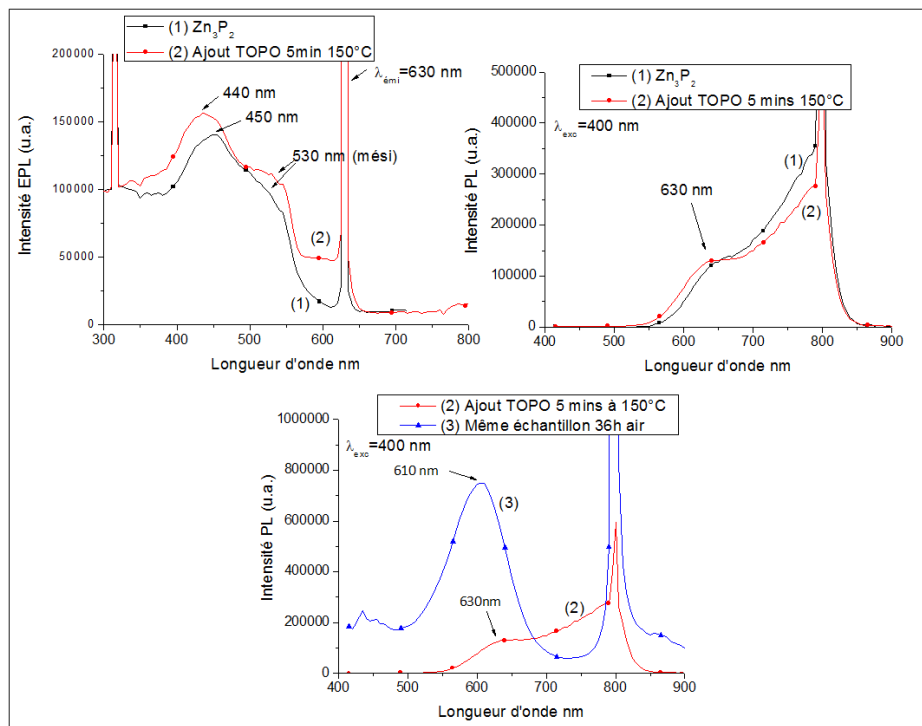 (1) Zn3P2
(2) Ajout TOPO 5min 150°C
200000
150000
100000
50000
0
300
400
500
600
700
800
Intensité EPL (u.a.)
Longueur d'onde nm
440 nm
450 nm
530 nm (mési)
λémi=630 nm
(2)
(1)
(1) Zn3P2
(2) Ajout TOPO 5 mins 150°C
500000
400000
300000
200000
100000
0
400
500
600
700
800
900
Intensité PL (u.a.)
Longueur d'onde nm
λexc=400 nm
630 nm
(1)
(2)
(2) Ajout TOPO 5 mins à 150°C
(3) Même échantillon 36h air
1000000
800000
600000
400000
200000
0
400
500
600
700
800
900
Intensité PL (u.a.)
Longueur d'onde nm
λexc=400 nm
610 nm
(3)
630nm
(2)